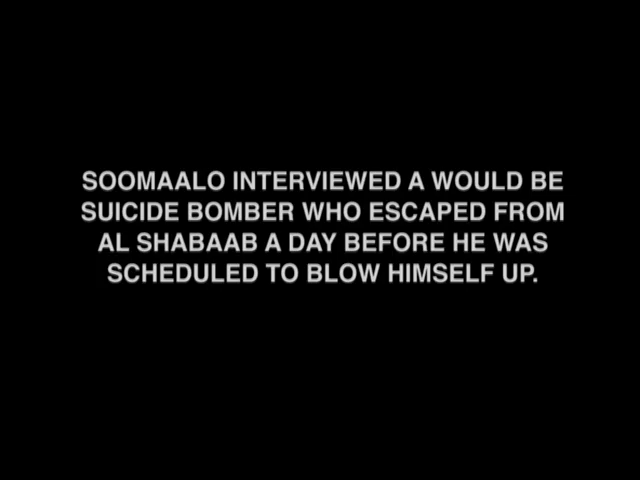 SOOMAALO INTERVIEWED A WOULD BE
SUICIDE BOMBER WHO ESCAPED FROM
AL SHABAAB A DAY BEFORE HE WAS
SCHEDULED TO BLOW HIMSELF UP.